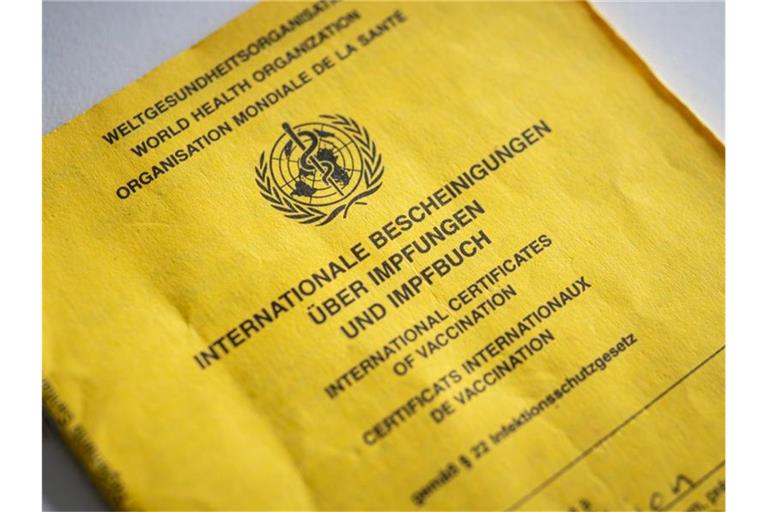 WELTGESUNDHEITSORGANISATION
WORLD HEALTH ORGANIZATION
ORGANISATION MONDIALE DE LA SANTÉ
INTERNATIONALE BESCHEINIGUNGEN
ÜBER IMPFUNGEN
UND IMPFBUCH
INTERNATIONAL CERTIFICATES
OF VACCINATION
CERTIFICATS INTERNATIONAUX
DE VACCINATION
gemäß § 22 Infektionsschutzgesetz